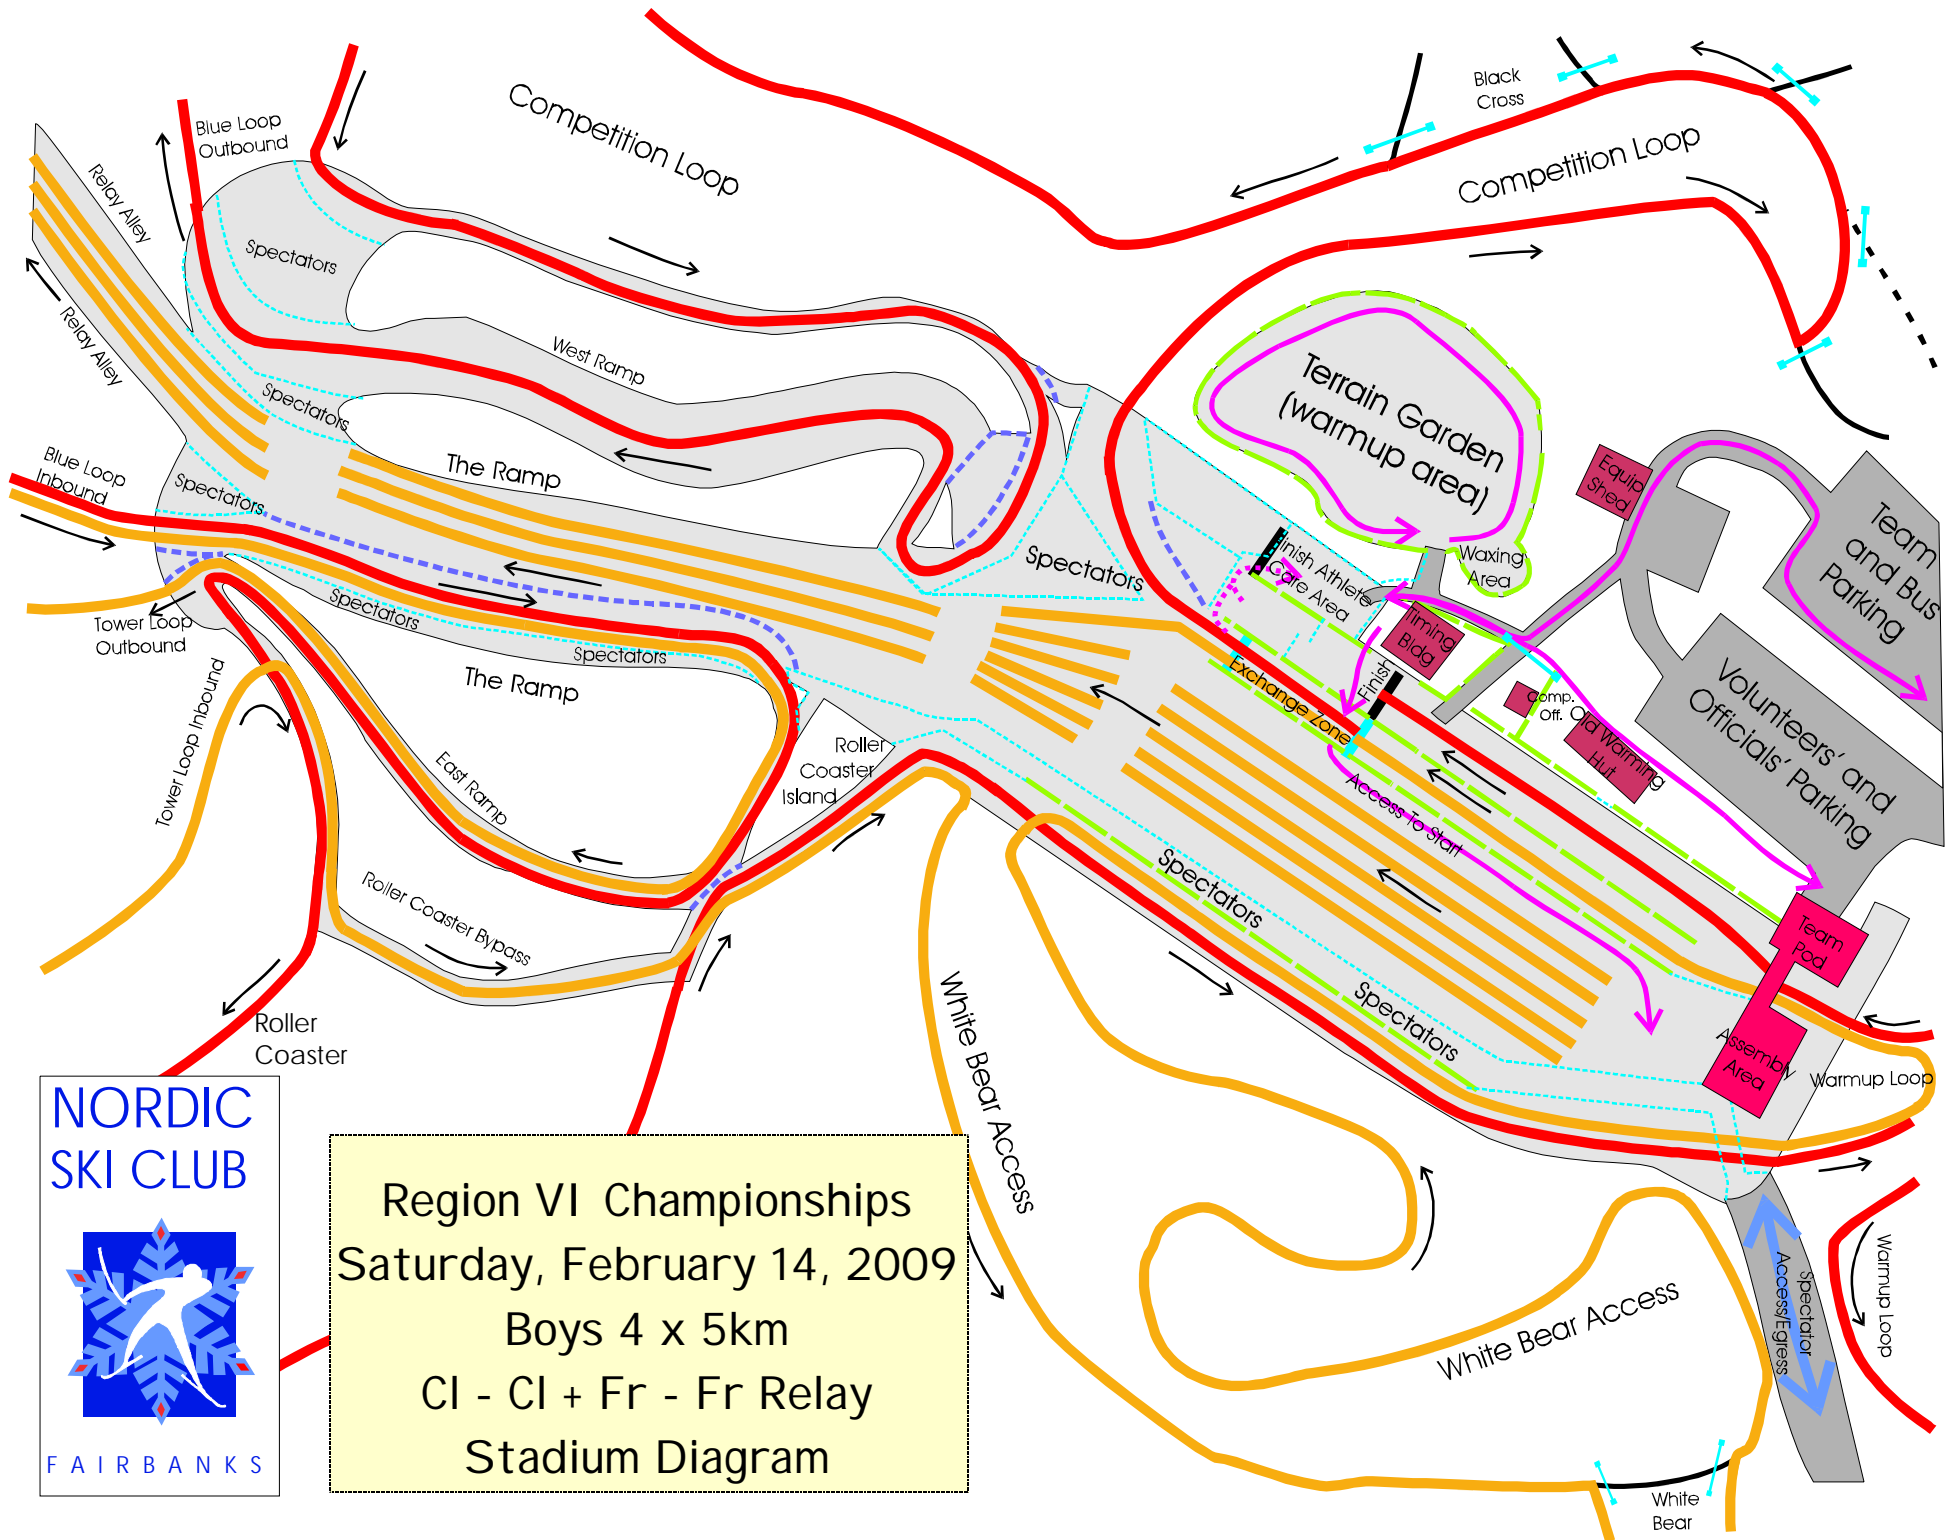 Black
Cross
Competition Loop
Competition Loop
Blue Loop
Outbound
Relay Alley
Spectators
Relay Alley
West Ramp
Spectators
Terrain Garden
(warmup area)
Equip
Shed
Team
and Bus
Parking
Blue Loop
Inbound
Spectators
The Ramp
Spectators
Finish Athlete
Care Area
Waxing
Area
Tower Loop
Outbound
Spectators
Spectators
The Ramp
Timing
Bldg
Exchange Zone
Finish
Comp.
Off.
Old Warming
Hut
Volunteers' and
Officials' Parking
Tower Loop Inbound
East Ramp
Roller
Coaster
Island
Access To Start
Spectators
Roller Coaster Bypass
Team
Pod
Spectators
White Bear Access
Assembly
Area
Warmup Loop
Roller
Coaster
NORDIC
SKI CLUB
FAIRBANKS
Region VI Championships
Saturday, February 14, 2009
Boys 4 x 5km
Cl - Cl + Fr - Fr Relay
Stadium Diagram
White Bear Access
Spectator
Access/Egress
Warmup Loop
White
Bear